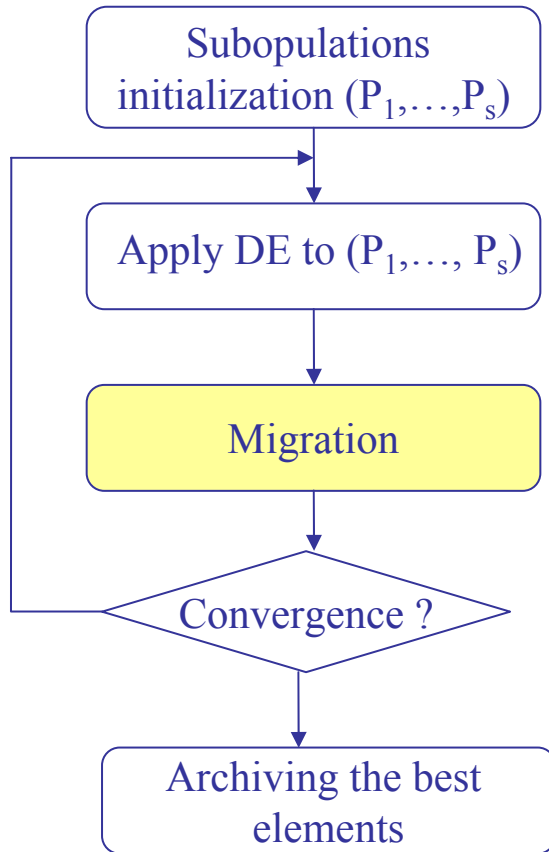 Subopulations
initialization (P₁,…,Pₛ)
Apply DE to (P₁,…, Pₛ)
Migration
Convergence ?
Archiving the best
elements